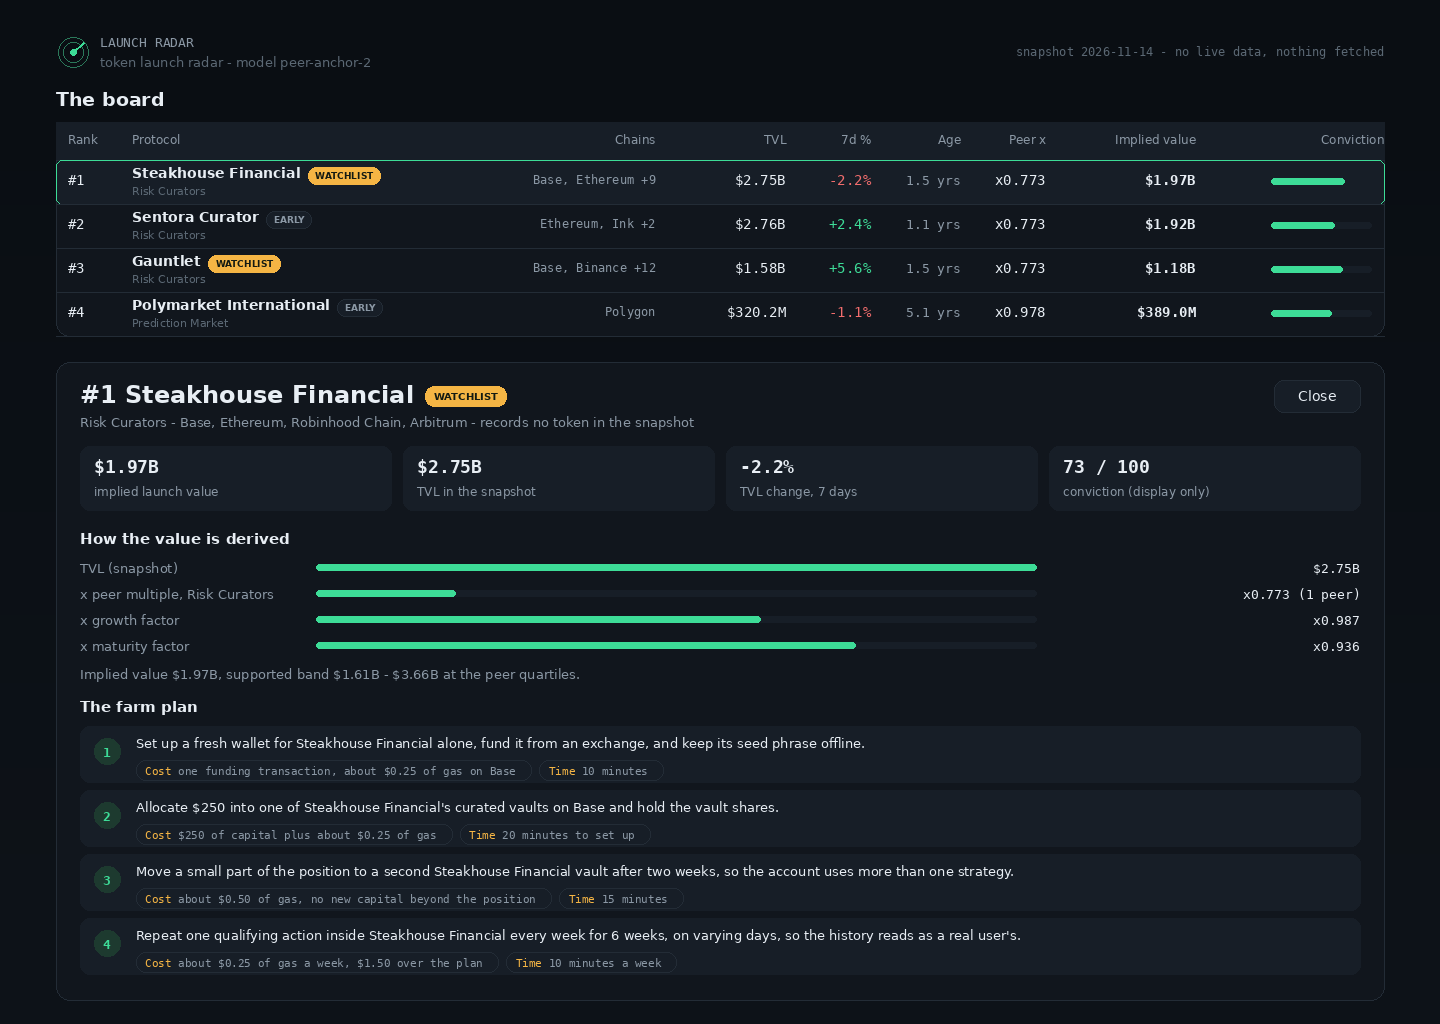 LAUNCH RADAR
token launch radar - model peer-anchor-2
snapshot 2026-11-14 - no live data, nothing fetched
The board
Rank Protocol Chains TVL 7d % Age Peer x Implied value Conviction
#1 Steakhouse Financial WATCHLIST Base, Ethereum +9 $2.75B -2.2% 1.5 yrs x0.773 $1.97B
Risk Curators
#2 Sentora Curator EARLY Ethereum, Ink +2 $2.76B +2.4% 1.1 yrs x0.773 $1.92B
Risk Curators
#3 Gauntlet WATCHLIST Base, Binance +12 $1.58B +5.6% 1.5 yrs x0.773 $1.18B
Risk Curators
#4 Polymarket International EARLY Polygon $320.2M -1.1% 5.1 yrs x0.978 $389.0M
Prediction Market
#1 Steakhouse Financial WATCHLIST Close
Risk Curators - Base, Ethereum, Robinhood Chain, Arbitrum - records no token in the snapshot
$1.97B $2.75B -2.2% 73 / 100
implied launch value TVL in the snapshot TVL change, 7 days conviction (display only)
How the value is derived
TVL (snapshot) $2.75B
x peer multiple, Risk Curators x0.773 (1 peer)
x growth factor x0.987
x maturity factor x0.936
Implied value $1.97B, supported band $1.61B - $3.66B at the peer quartiles.
The farm plan
1 Set up a fresh wallet for Steakhouse Financial alone, fund it from an exchange, and keep its seed phrase offline.
Cost one funding transaction, about $0.25 of gas on Base Time 10 minutes
2 Allocate $250 into one of Steakhouse Financial's curated vaults on Base and hold the vault shares.
Cost $250 of capital plus about $0.25 of gas Time 20 minutes to set up
3 Move a small part of the position to a second Steakhouse Financial vault after two weeks, so the account uses more than one strategy.
Cost about $0.50 of gas, no new capital beyond the position Time 15 minutes
4 Repeat one qualifying action inside Steakhouse Financial every week for 6 weeks, on varying days, so the history reads as a real user's.
Cost about $0.25 of gas a week, $1.50 over the plan Time 10 minutes a week